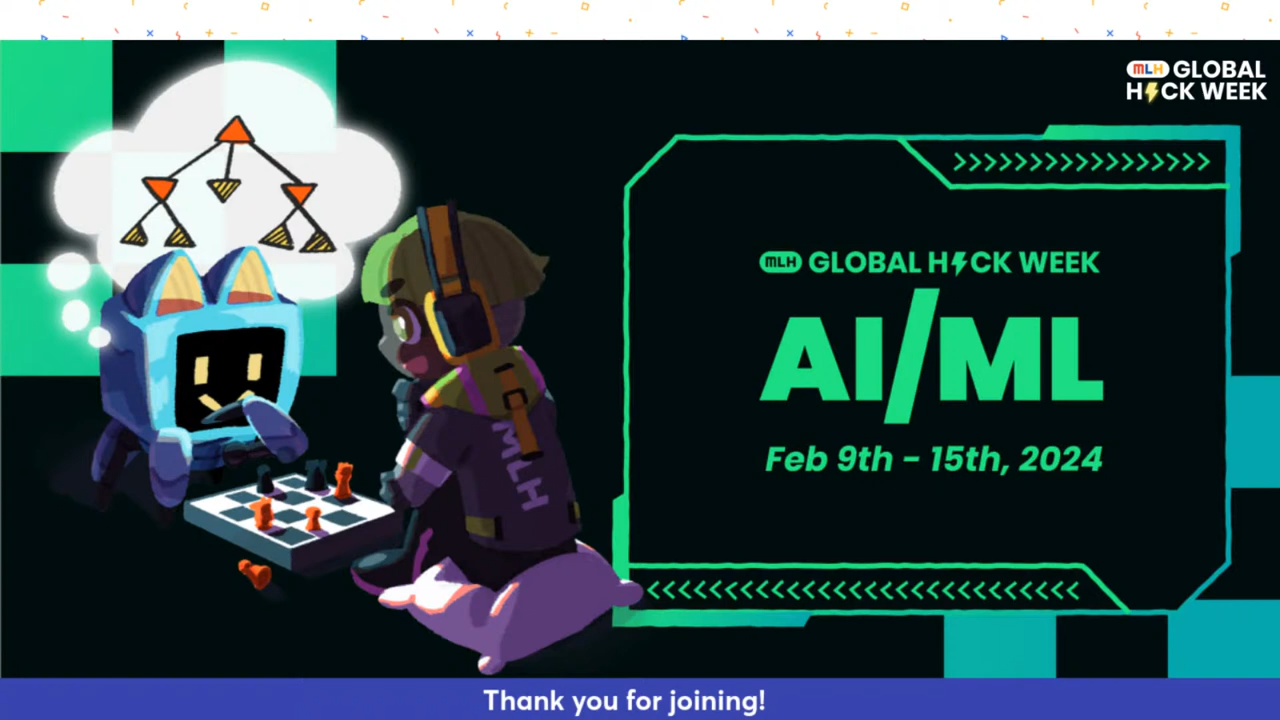 MLH GLOBAL
HACK WEEK
MLH GLOBAL HACK WEEK
AI/ML
Feb 9th - 15th, 2024
MLH
Thank you for joining!